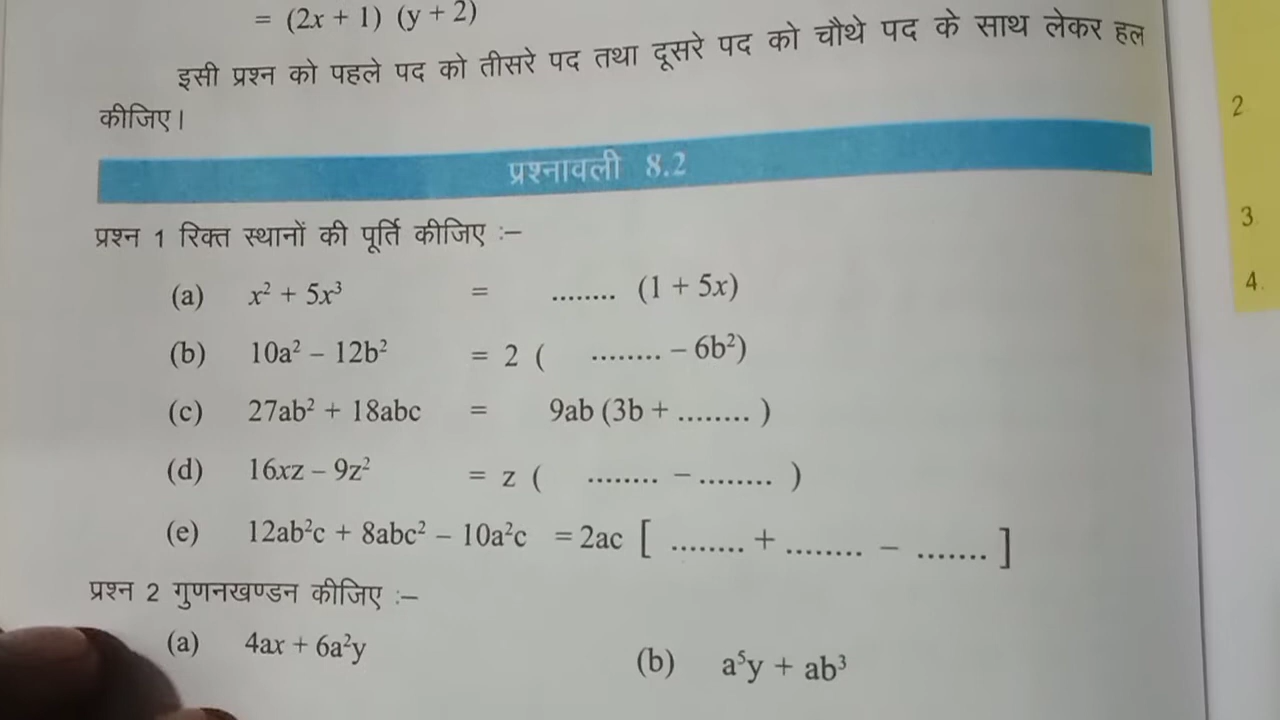 = (2x + 1) (y + 2)
इसी प्रश्न को पहले पद को तीसरे पद तथा दूसरे पद को चौथे पद के साथ लेकर हल
कीजिए।
प्रश्नावली 8.2
प्रश्न 1 रिक्त स्थानों की पूर्ति कीजिए :–
(a) x² + 5x³ = ........ (1 + 5x)
(b) 10a² – 12b² = 2 ( ........ – 6b²)
(c) 27ab² + 18abc = 9ab (3b + ........ )
(d) 16xz – 9z² = z ( ........ – ........ )
(e) 12ab²c + 8abc² – 10a²c = 2ac [ ........ + ........ – ....... ]
प्रश्न 2 गुणनखण्डन कीजिए :–
(a) 4ax + 6a²y (b) a⁵y + ab³
2
3
4.